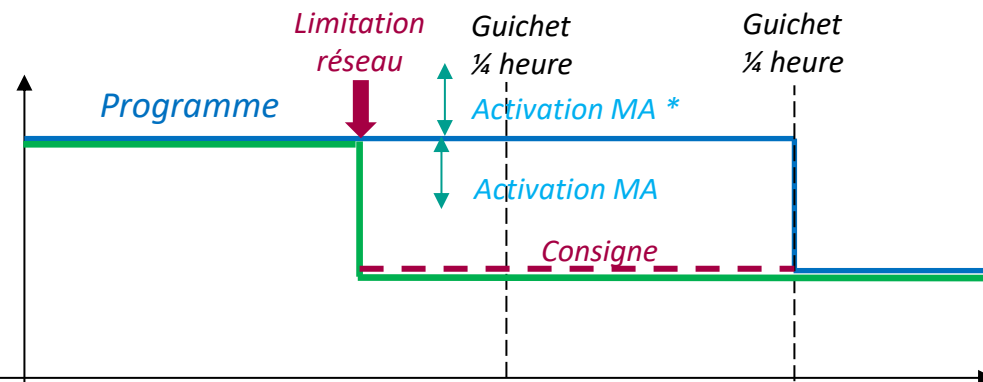 Limitation
réseau
Guichet
¼ heure
Guichet
¼ heure
Programme
Activation MA *
Activation MA
Consigne